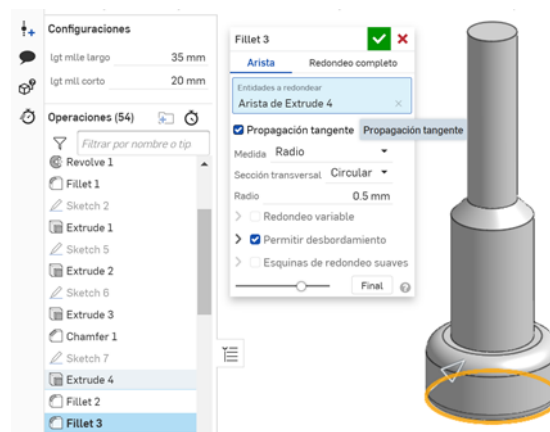 Configuraciones
lgt mlle largo 35 mm
lgt mll corto 20 mm
Operaciones (54)
Filtrar por nombre o tip
Revolve 1
Fillet 1
Sketch 2
Extrude 1
Sketch 5
Extrude 2
Sketch 6
Extrude 3
Chamfer 1
Sketch 7
Extrude 4
Fillet 2
Fillet 3
Fillet 3
Arista Redondeo completo
Entidades a redondear
Arista de Extrude 4
Propagación tangente Propagación tangente
Medida Radio
Sección transversal Circular
Radio 0.5 mm
Redondeo variable
Permitir desbordamiento
Esquinas de redondeo suaves
Final